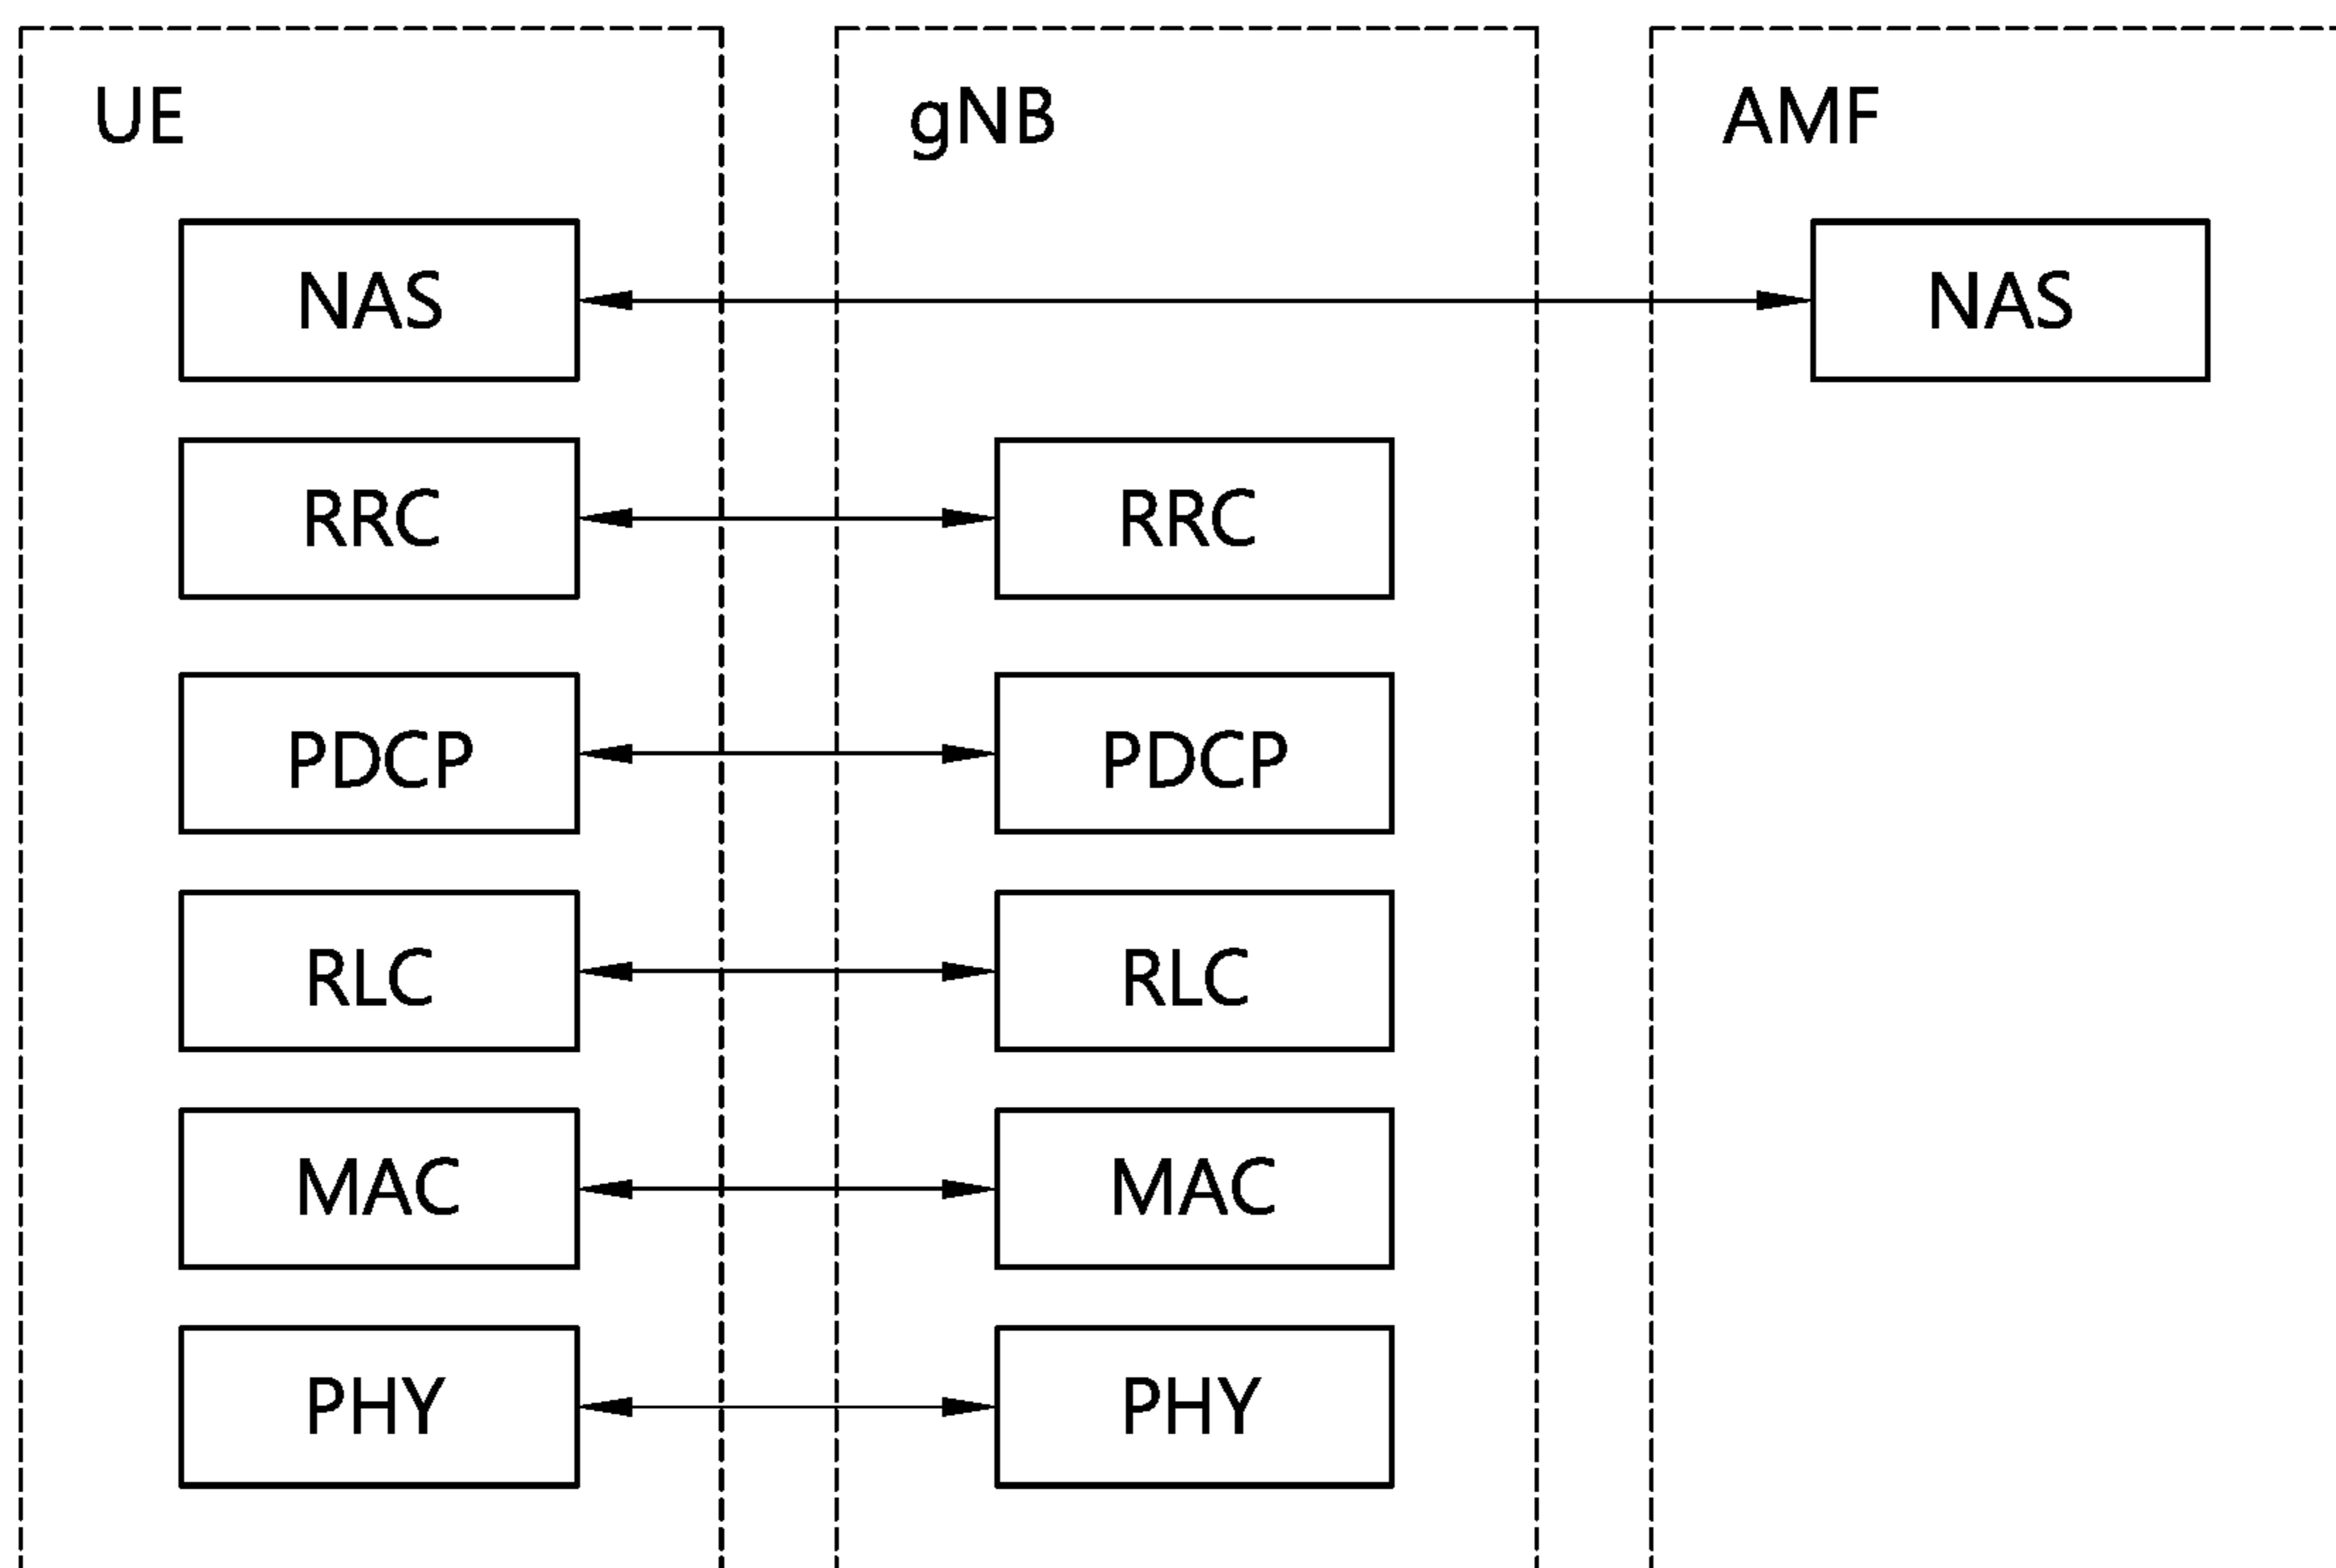 UE gNB AMF
NAS NAS
RRC RRC
PDCP PDCP
RLC RLC
MAC MAC
PHY PHY